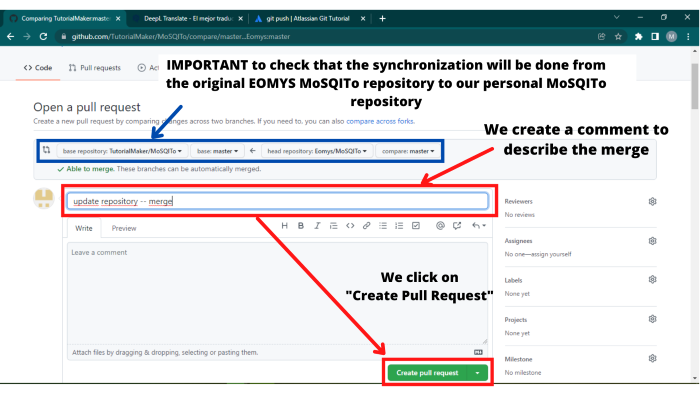 Comparing TutorialMaker:master
DeepL Translate - El mejor traduc
git push | Atlassian Git Tutorial
github.com/TutorialMaker/MoSQITo/compare/master...Eomys:master
M
Code
Pull requests
Act
IMPORTANT to check that the synchronization will be done from
the original EOMYS MoSQITo repository to our personal MoSQITo
repository
Open a pull request
Create a new pull request by comparing changes across two branches. If you need to, you can also compare across forks.
We create a comment to
describe the merge
base repository: TutorialMaker/MoSQITo
base: master
head repository: Eomys/MoSQITo
compare: master
Able to merge. These branches can be automatically merged.
update repository -- merge
Write
Preview
Leave a comment
We click on
"Create Pull Request"
Attach files by dragging & dropping, selecting or pasting them.
Create pull request
Reviewers
No reviews
Assignees
No one—assign yourself
Labels
None yet
Projects
None yet
Milestone
No milestone